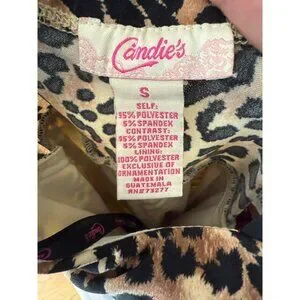 Candie's
S
SELF:
95% POLYESTER
5% SPANDEX
CONTRAST:
95% POLYESTER
5% SPANDEX
LINING:
100% POLYESTER
EXCLUSIVE OF
ORNAMENTATION
MADE IN
GUATEMALA
RN#73277
Candie's